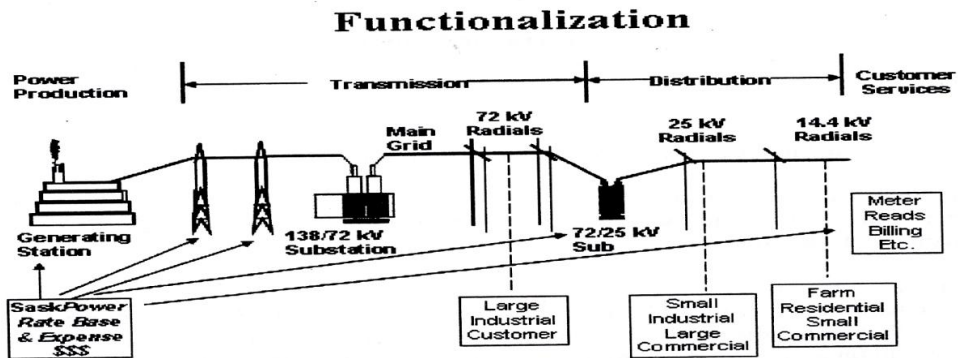 Functionalization
Power
Production
Transmission
Distribution
Customer
Services
Main
Grid
72 kV
Radials
25 kV
Radials
14.4 kV
Radials
Generating
Station
138/72 kV
Substation
72/25 kV
Sub
Meter
Reads
Billing
Etc.
SaskPower
Rate Base
& Expense
$$$
Large
Industrial
Customer
Small
Industrial
Large
Commercial
Farm
Residential
Small
Commercial